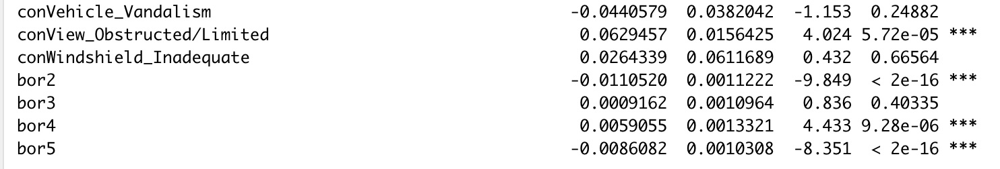 conVehicle_Vandalism -0.0440579 0.0382042 -1.153 0.24882
conView_Obstructed/Limited 0.0629457 0.0156425 4.024 5.72e-05 ***
conWindshield_Inadequate 0.0264339 0.0611689 0.432 0.66564
bor2 -0.0110520 0.0011222 -9.849 < 2e-16 ***
bor3 0.0009162 0.0010964 0.836 0.40335
bor4 0.0059055 0.0013321 4.433 9.28e-06 ***
bor5 -0.0086082 0.0010308 -8.351 < 2e-16 ***